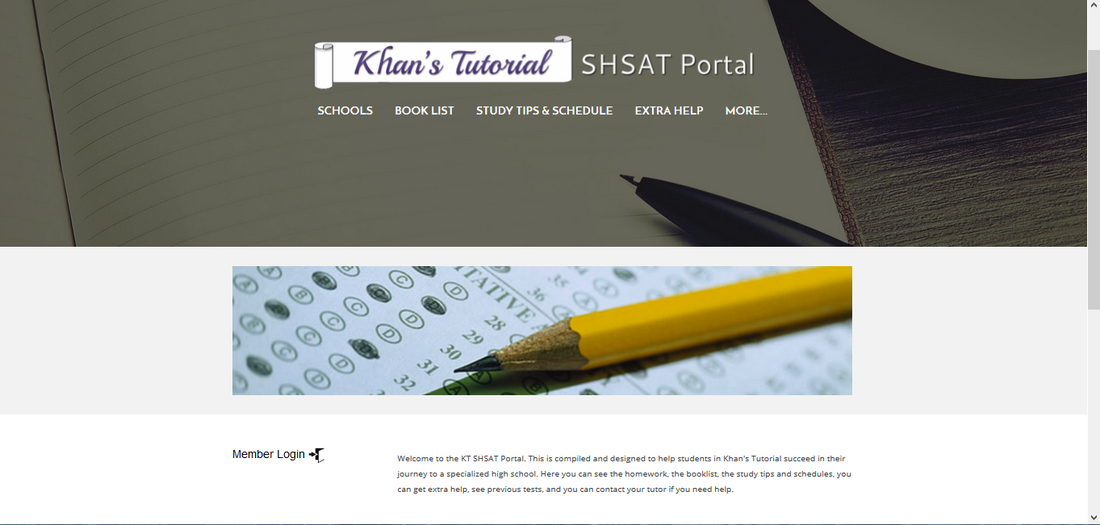 Khan's Tutorial SHSAT Portal
SCHOOLS BOOK LIST STUDY TIPS & SCHEDULE EXTRA HELP MORE...
TATIVE
35
36
28
29
30
31
32
A
B
C
D
Member Login
Welcome to the KT SHSAT Portal. This is compiled and designed to help students in Khan's Tutorial succeed in their
journey to a specialized high school. Here you can see the homework, the booklist, the study tips and schedules, you
can get extra help, see previous tests, and you can contact your tutor if you need help.